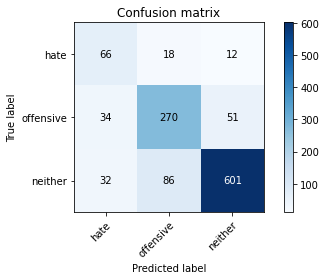 Confusion matrix
True label
hate
offensive
neither
66 18 12
34 270 51
32 86 601
hate
offensive
neither
Predicted label
600
500
400
300
200
100